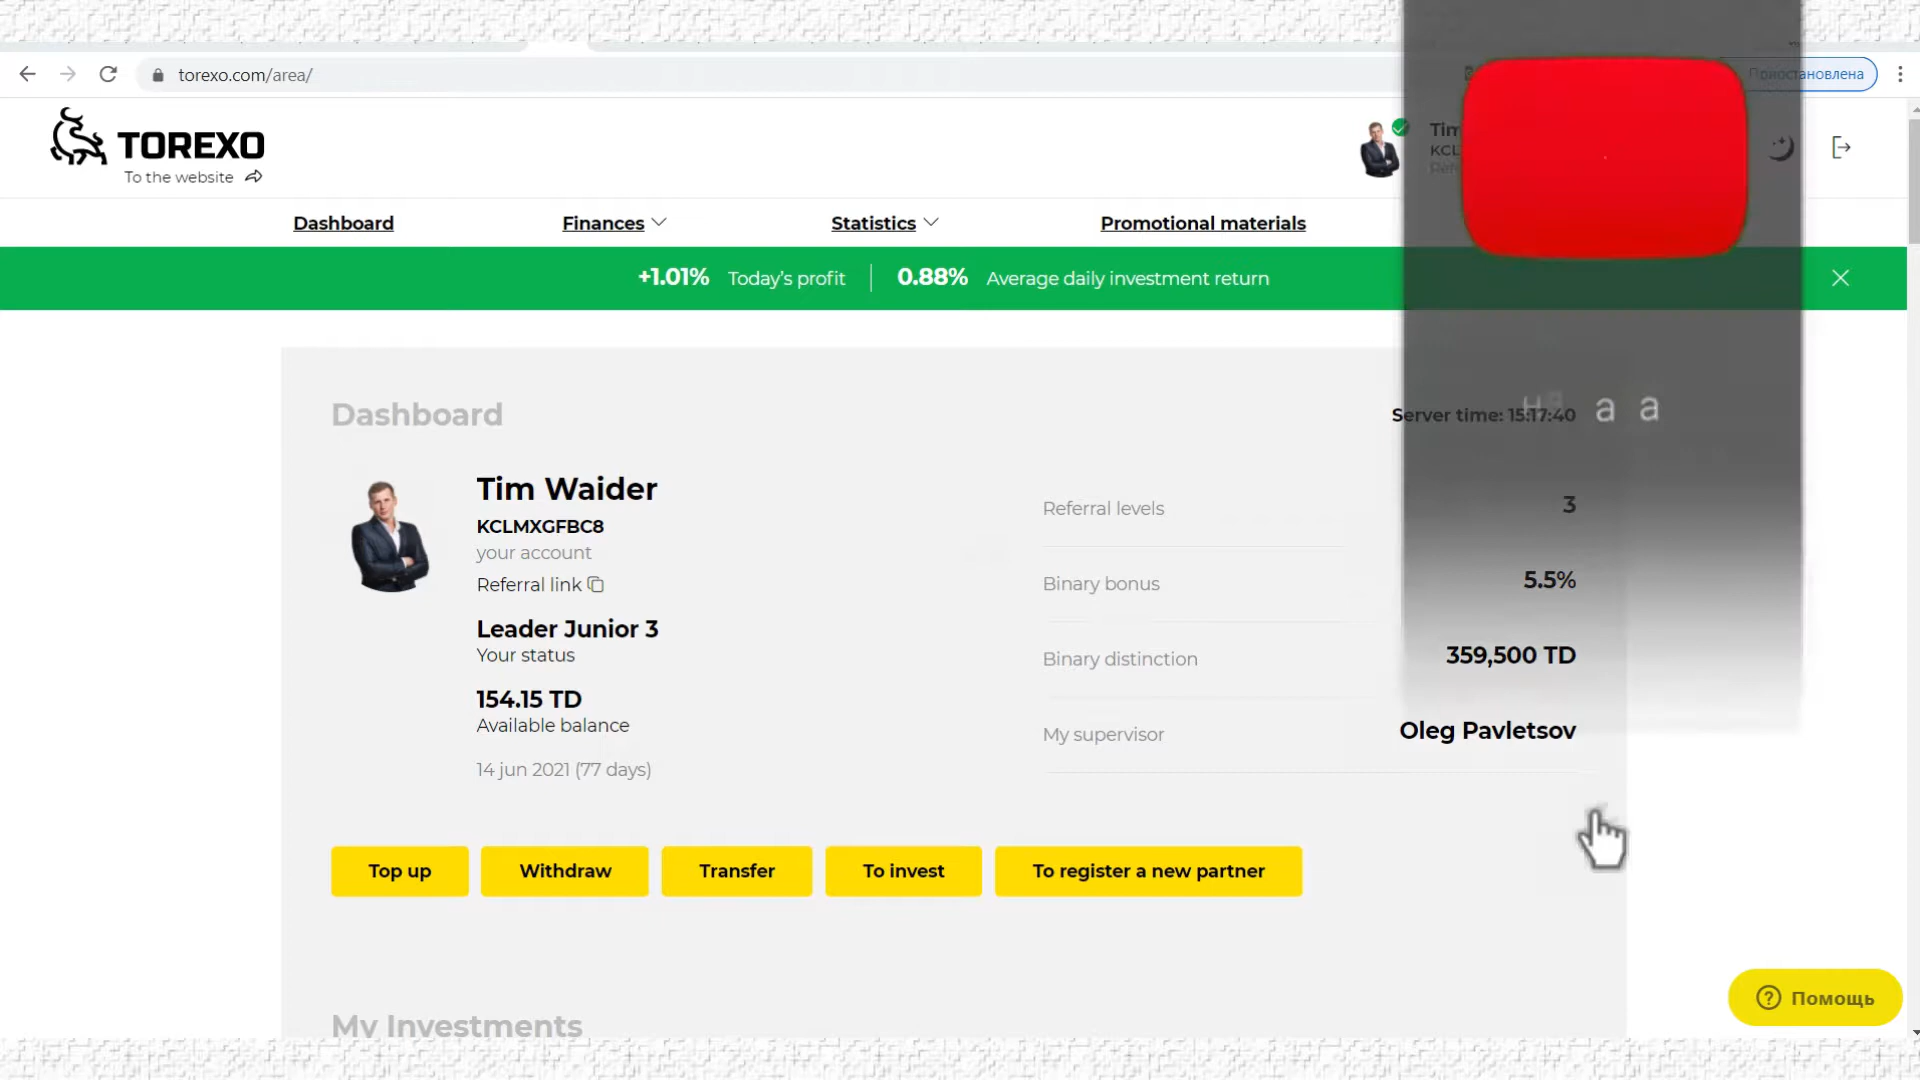 torexo.com/area/
Приостановлена
TOREXO
To the website
Tim
KCL
Dashboard
Finances
Statistics
Promotional materials
+1.01% Today's profit
0.88% Average daily investment return
Dashboard
Server time: 15:17:40
a a
Tim Waider
KCLMXGFBC8
your account
Referral link
Leader Junior 3
Your status
154.15 TD
Available balance
14 jun 2021 (77 days)
Referral levels 3
Binary bonus 5.5%
Binary distinction 359,500 TD
My supervisor Oleg Pavletsov
Top up
Withdraw
Transfer
To invest
To register a new partner
My Investments
Помощь